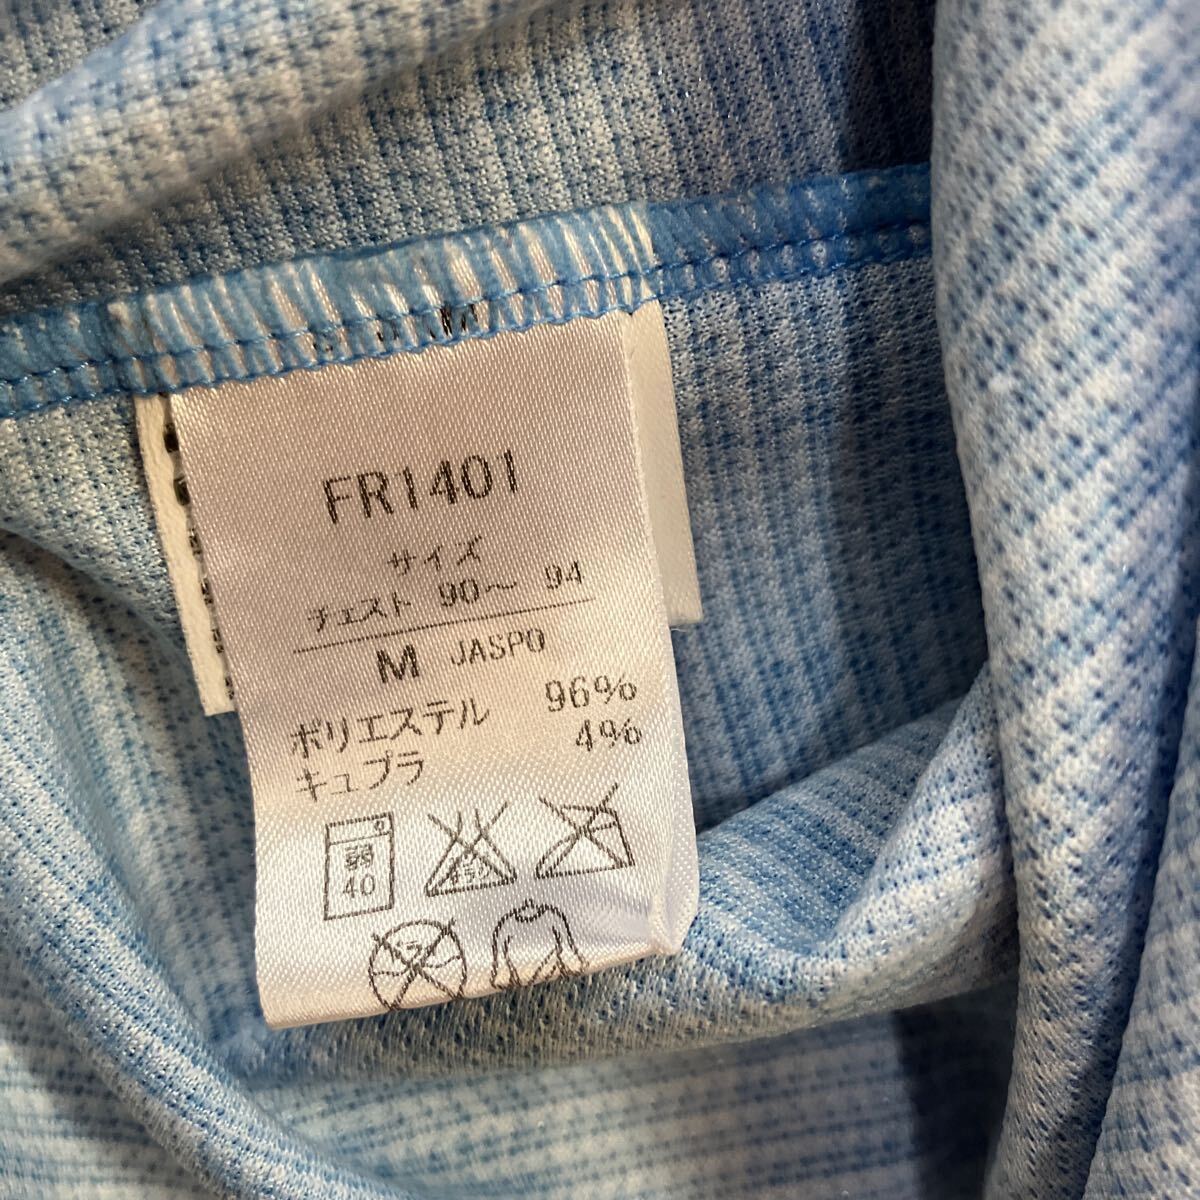 FR1401
サイズ
チェスト 90〜 94
M JASPO
ポリエステル 96%
キュプラ 4%
弱
40